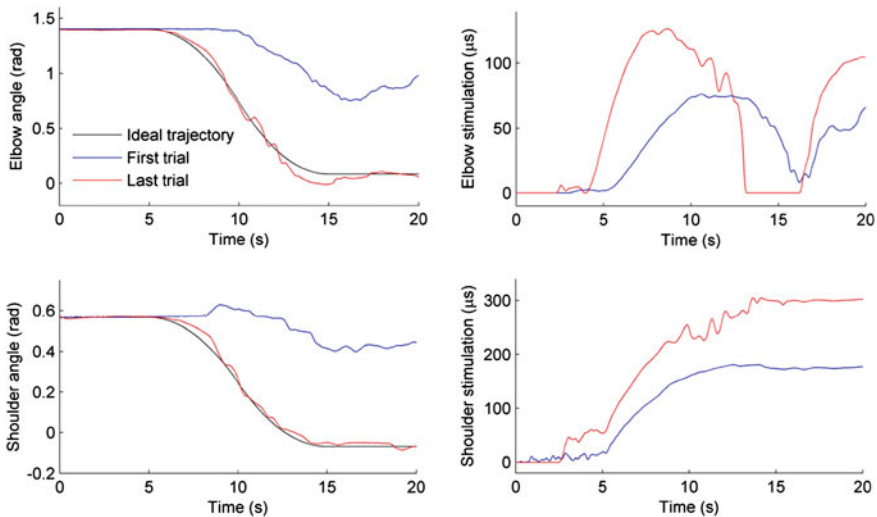 Elbow angle (rad)
1.5
1
0.5
0
Ideal trajectory
First trial
Last trial
0 5 10 15 20
Time (s)
Elbow stimulation (μs)
100
50
0
0 5 10 15 20
Time (s)
Shoulder angle (rad)
0.6
0.4
0.2
0
-0.2
0 5 10 15 20
Time (s)
Shoulder stimulation (μs)
300
200
100
0
0 5 10 15 20
Time (s)